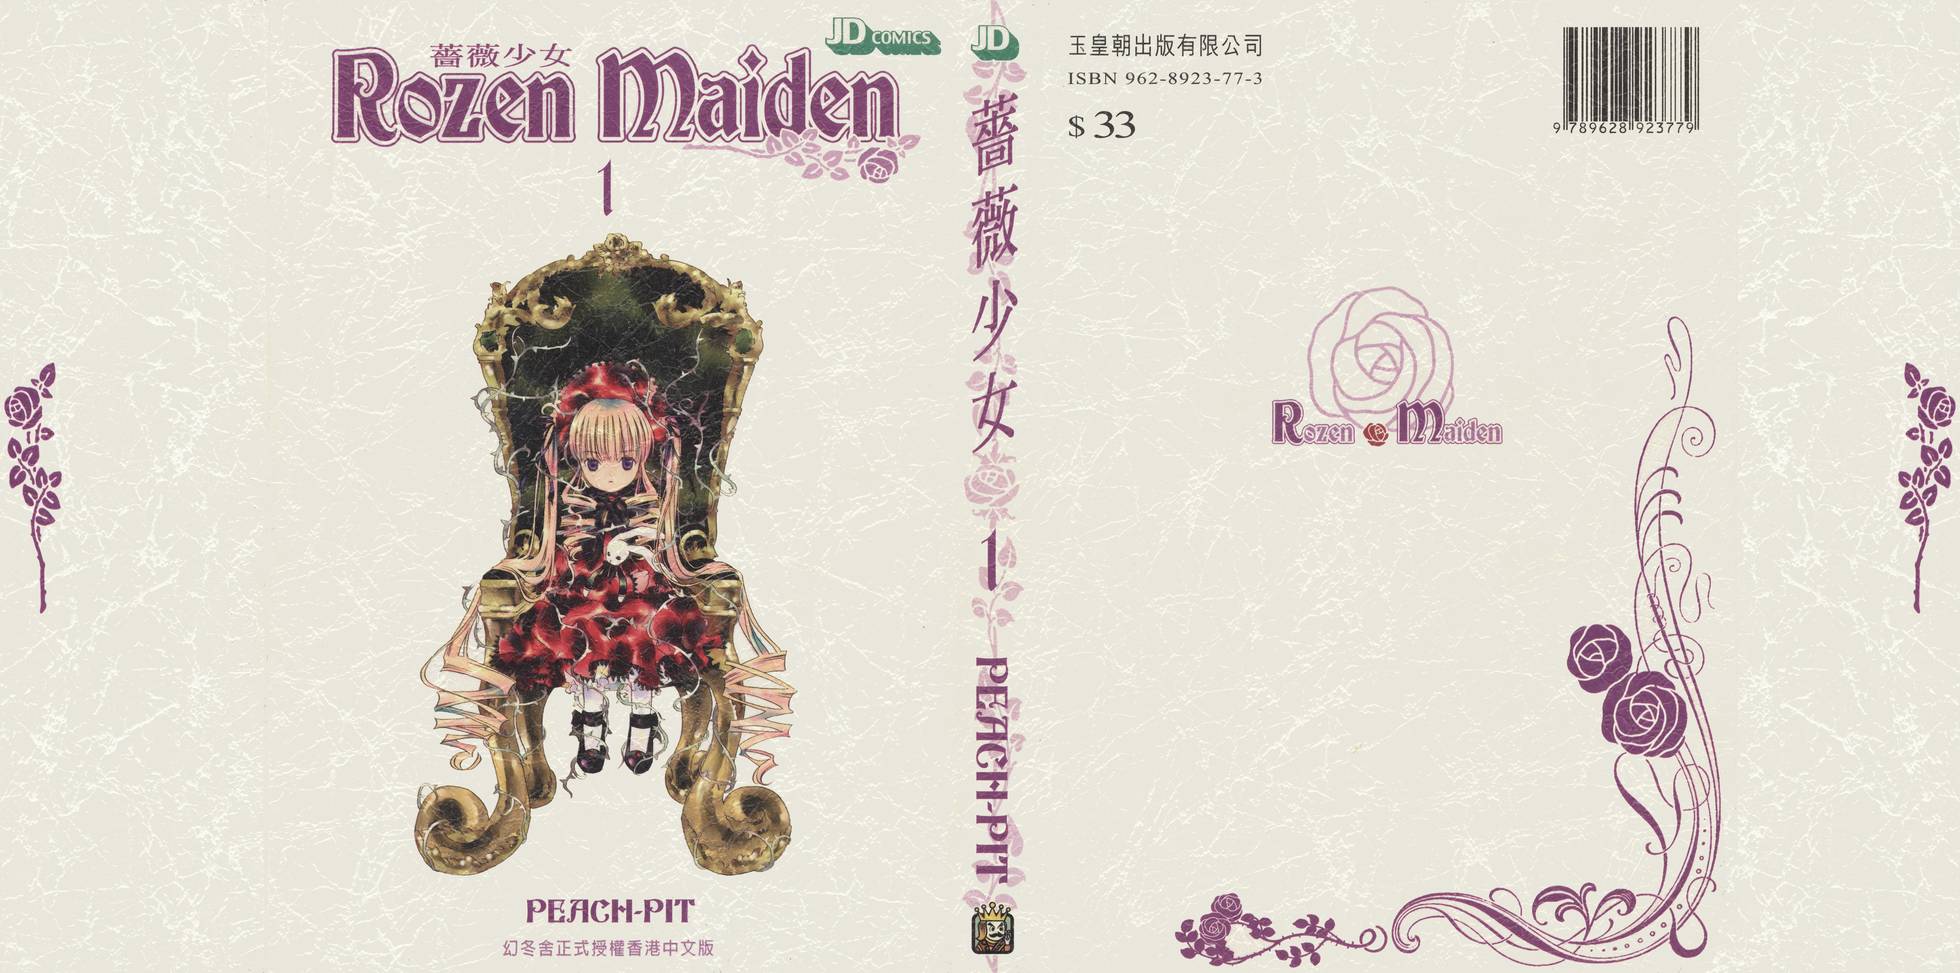 JD COMICS
薔薇少女
Rozen Maiden
1
PEACH-PIT
幻冬舍正式授權香港中文版
JD
薔薇少女
1
PEACH-PIT
玉皇朝出版有限公司
ISBN 962-8923-77-3
$ 33
9 789628 923779
Rozen Maiden